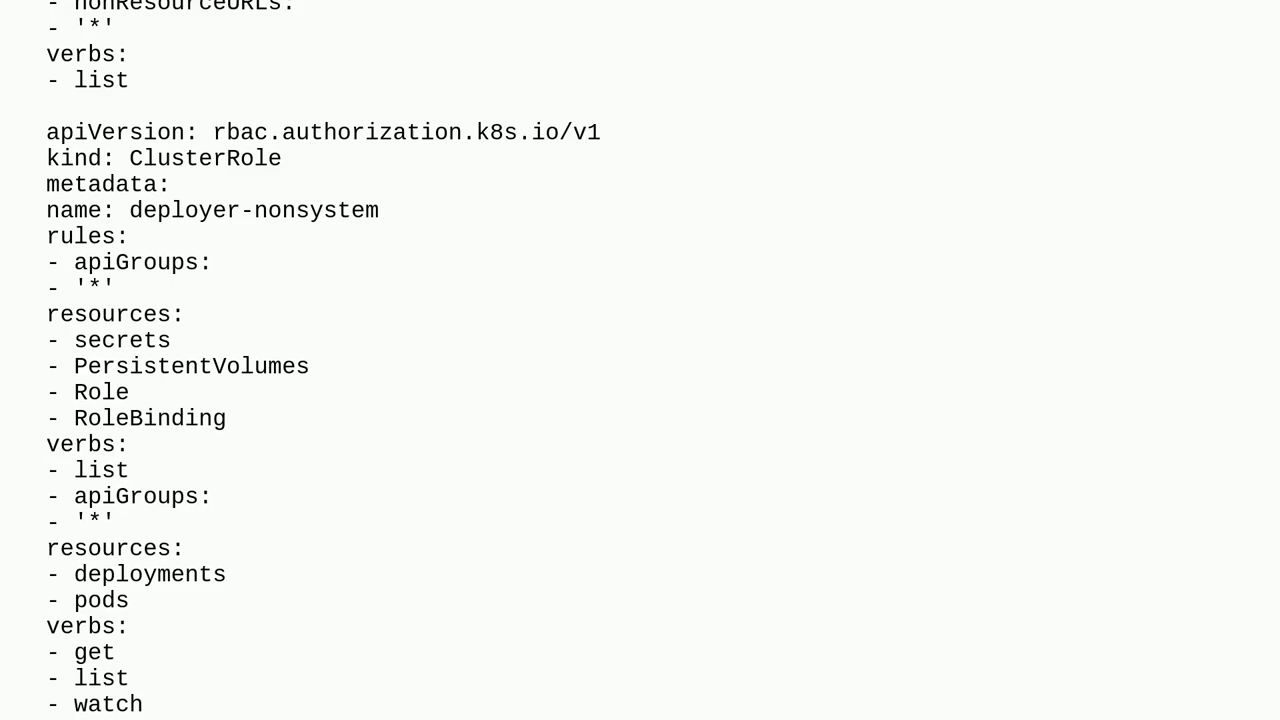 - nonResourceURLs:
- '*'
verbs:
- list

apiVersion: rbac.authorization.k8s.io/v1
kind: ClusterRole
metadata:
name: deployer-nonsystem
rules:
- apiGroups:
- '*'
resources:
- secrets
- PersistentVolumes
- Role
- RoleBinding
verbs:
- list
- apiGroups:
- '*'
resources:
- deployments
- pods
verbs:
- get
- list
- watch